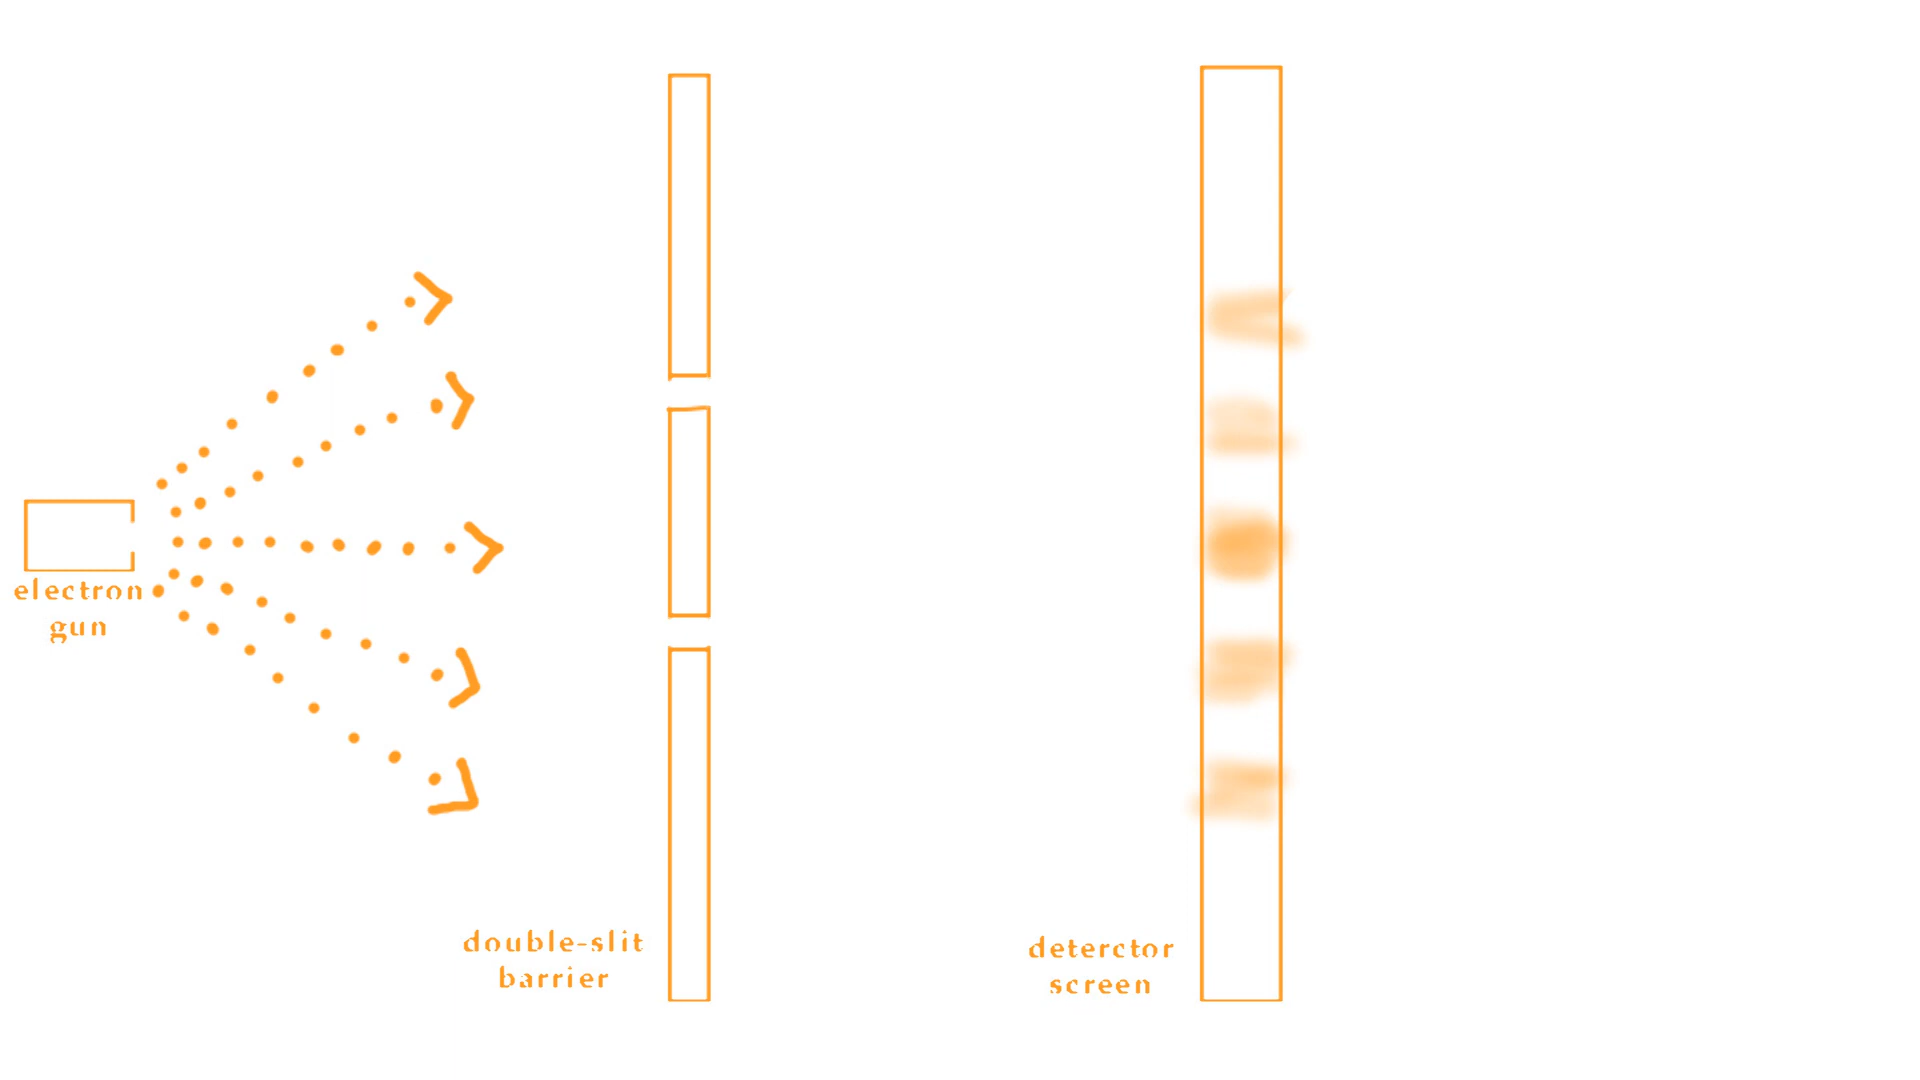 electron
gun
double-slit
barrier
deterctor
screen